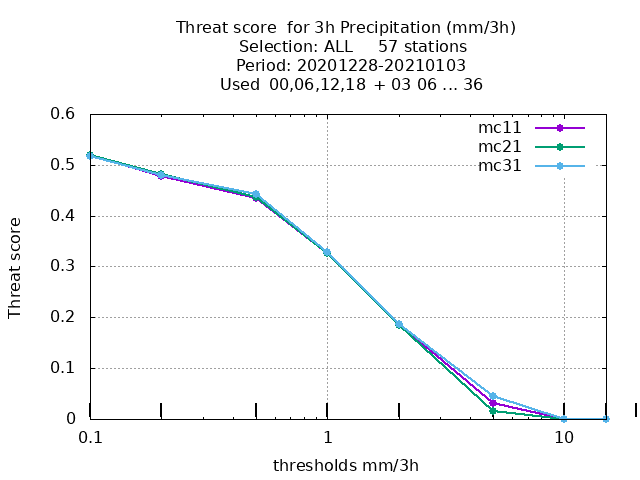 Threat score  for 3h Precipitation (mm/3h)
Selection: ALL     57 stations
Period: 20201228-20210103
Used  00,06,12,18  + 03 06 ... 36
mc11
mc21
mc31
0.6
0.5
0.4
0.3
0.2
0.1
0
Threat score
0.1
1
10
thresholds mm/3h